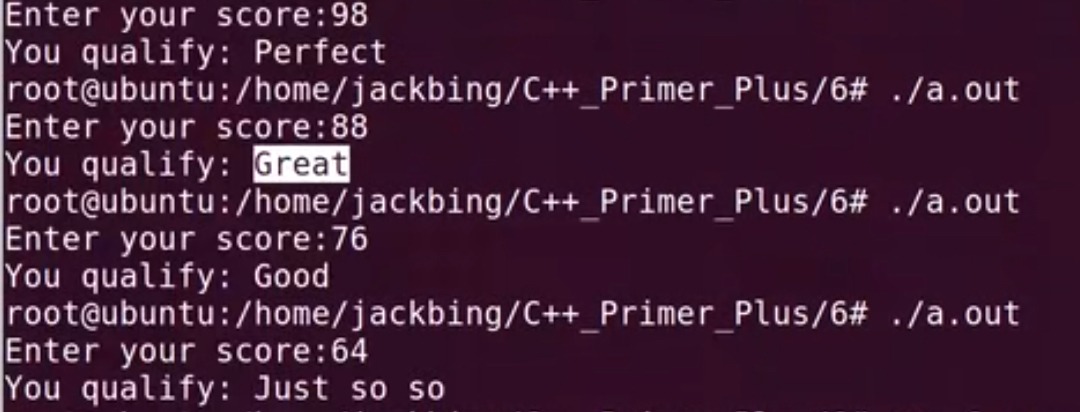 Enter your score:98
You qualify: Perfect
root@ubuntu:/home/jackbing/C++_Primer_Plus/6# ./a.out
Enter your score:88
You qualify: Great
root@ubuntu:/home/jackbing/C++_Primer_Plus/6# ./a.out
Enter your score:76
You qualify: Good
root@ubuntu:/home/jackbing/C++_Primer_Plus/6# ./a.out
Enter your score:64
You qualify: Just so so